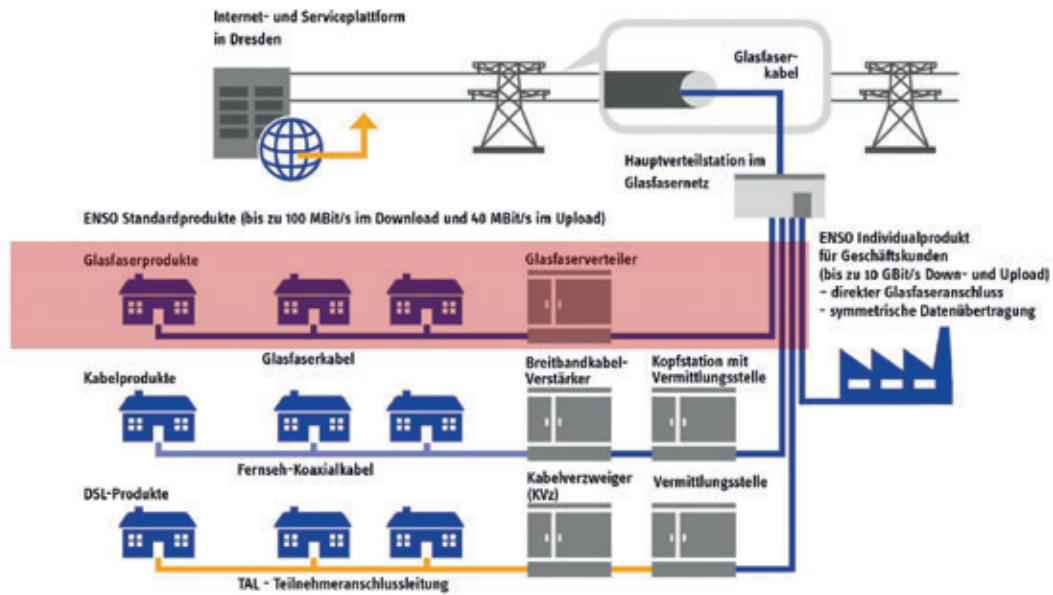 Internet- und Serviceplattform
in Dresden
Glasfaser-
kabel
Hauptverteilstation im
Glasfasernetz
ENSO Standardprodukte (bis zu 100 MBit/s im Download und 40 MBit/s im Upload)
ENSO Individualprodukt
für Geschäftskunden
(bis zu 10 GBit/s Down- und Upload)
- direkter Glasfaseranschluss
- symmetrische Datenübertragung
Glasfaserprodukte
Glasfaserverteiler
Glasfaserkabel
Kabelprodukte
Breitbandkabel-
Verstärker
Kopfstation mit
Vermittlungsstelle
Fernseh-Koaxialkabel
DSL-Produkte
Kabelverzweiger
(KVz)
Vermittlungsstelle
TAL - Teilnehmeranschlussleitung